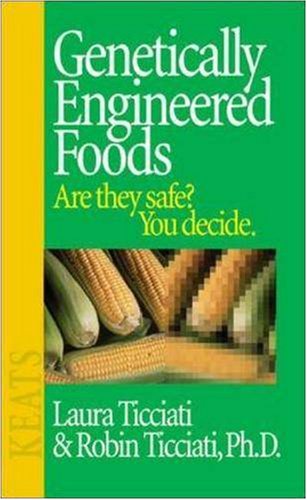 Genetically
Engineered
Foods
Are they safe?
You decide.
KEATS
Laura Ticciati
& Robin Ticciati, Ph.D.